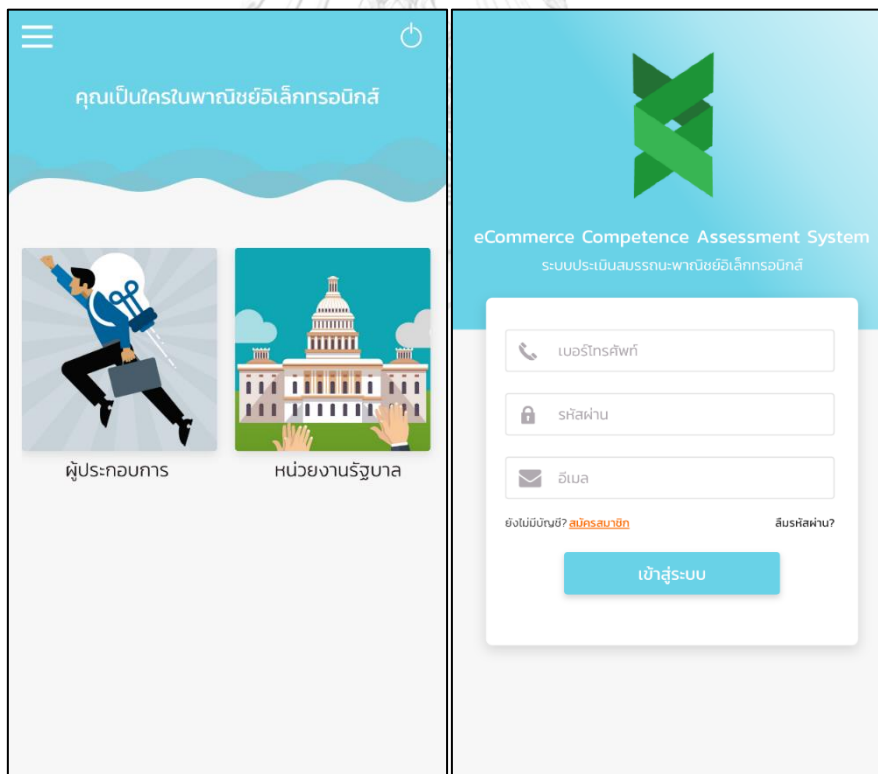 คุณเป็นใครในพาณิชย์อิเล็กทรอนิกส์
ผู้ประกอบการ
หน่วยงานรัฐบาล
eCommerce Competence Assessment System
ระบบประเมินสมรรถนะพาณิชย์อิเล็กทรอนิกส์
เบอร์โทรศัพท์
รหัสผ่าน
อีเมล
ยังไม่มีบัญชี? สมัครสมาชิก ลืมรหัสผ่าน?
เข้าสู่ระบบ